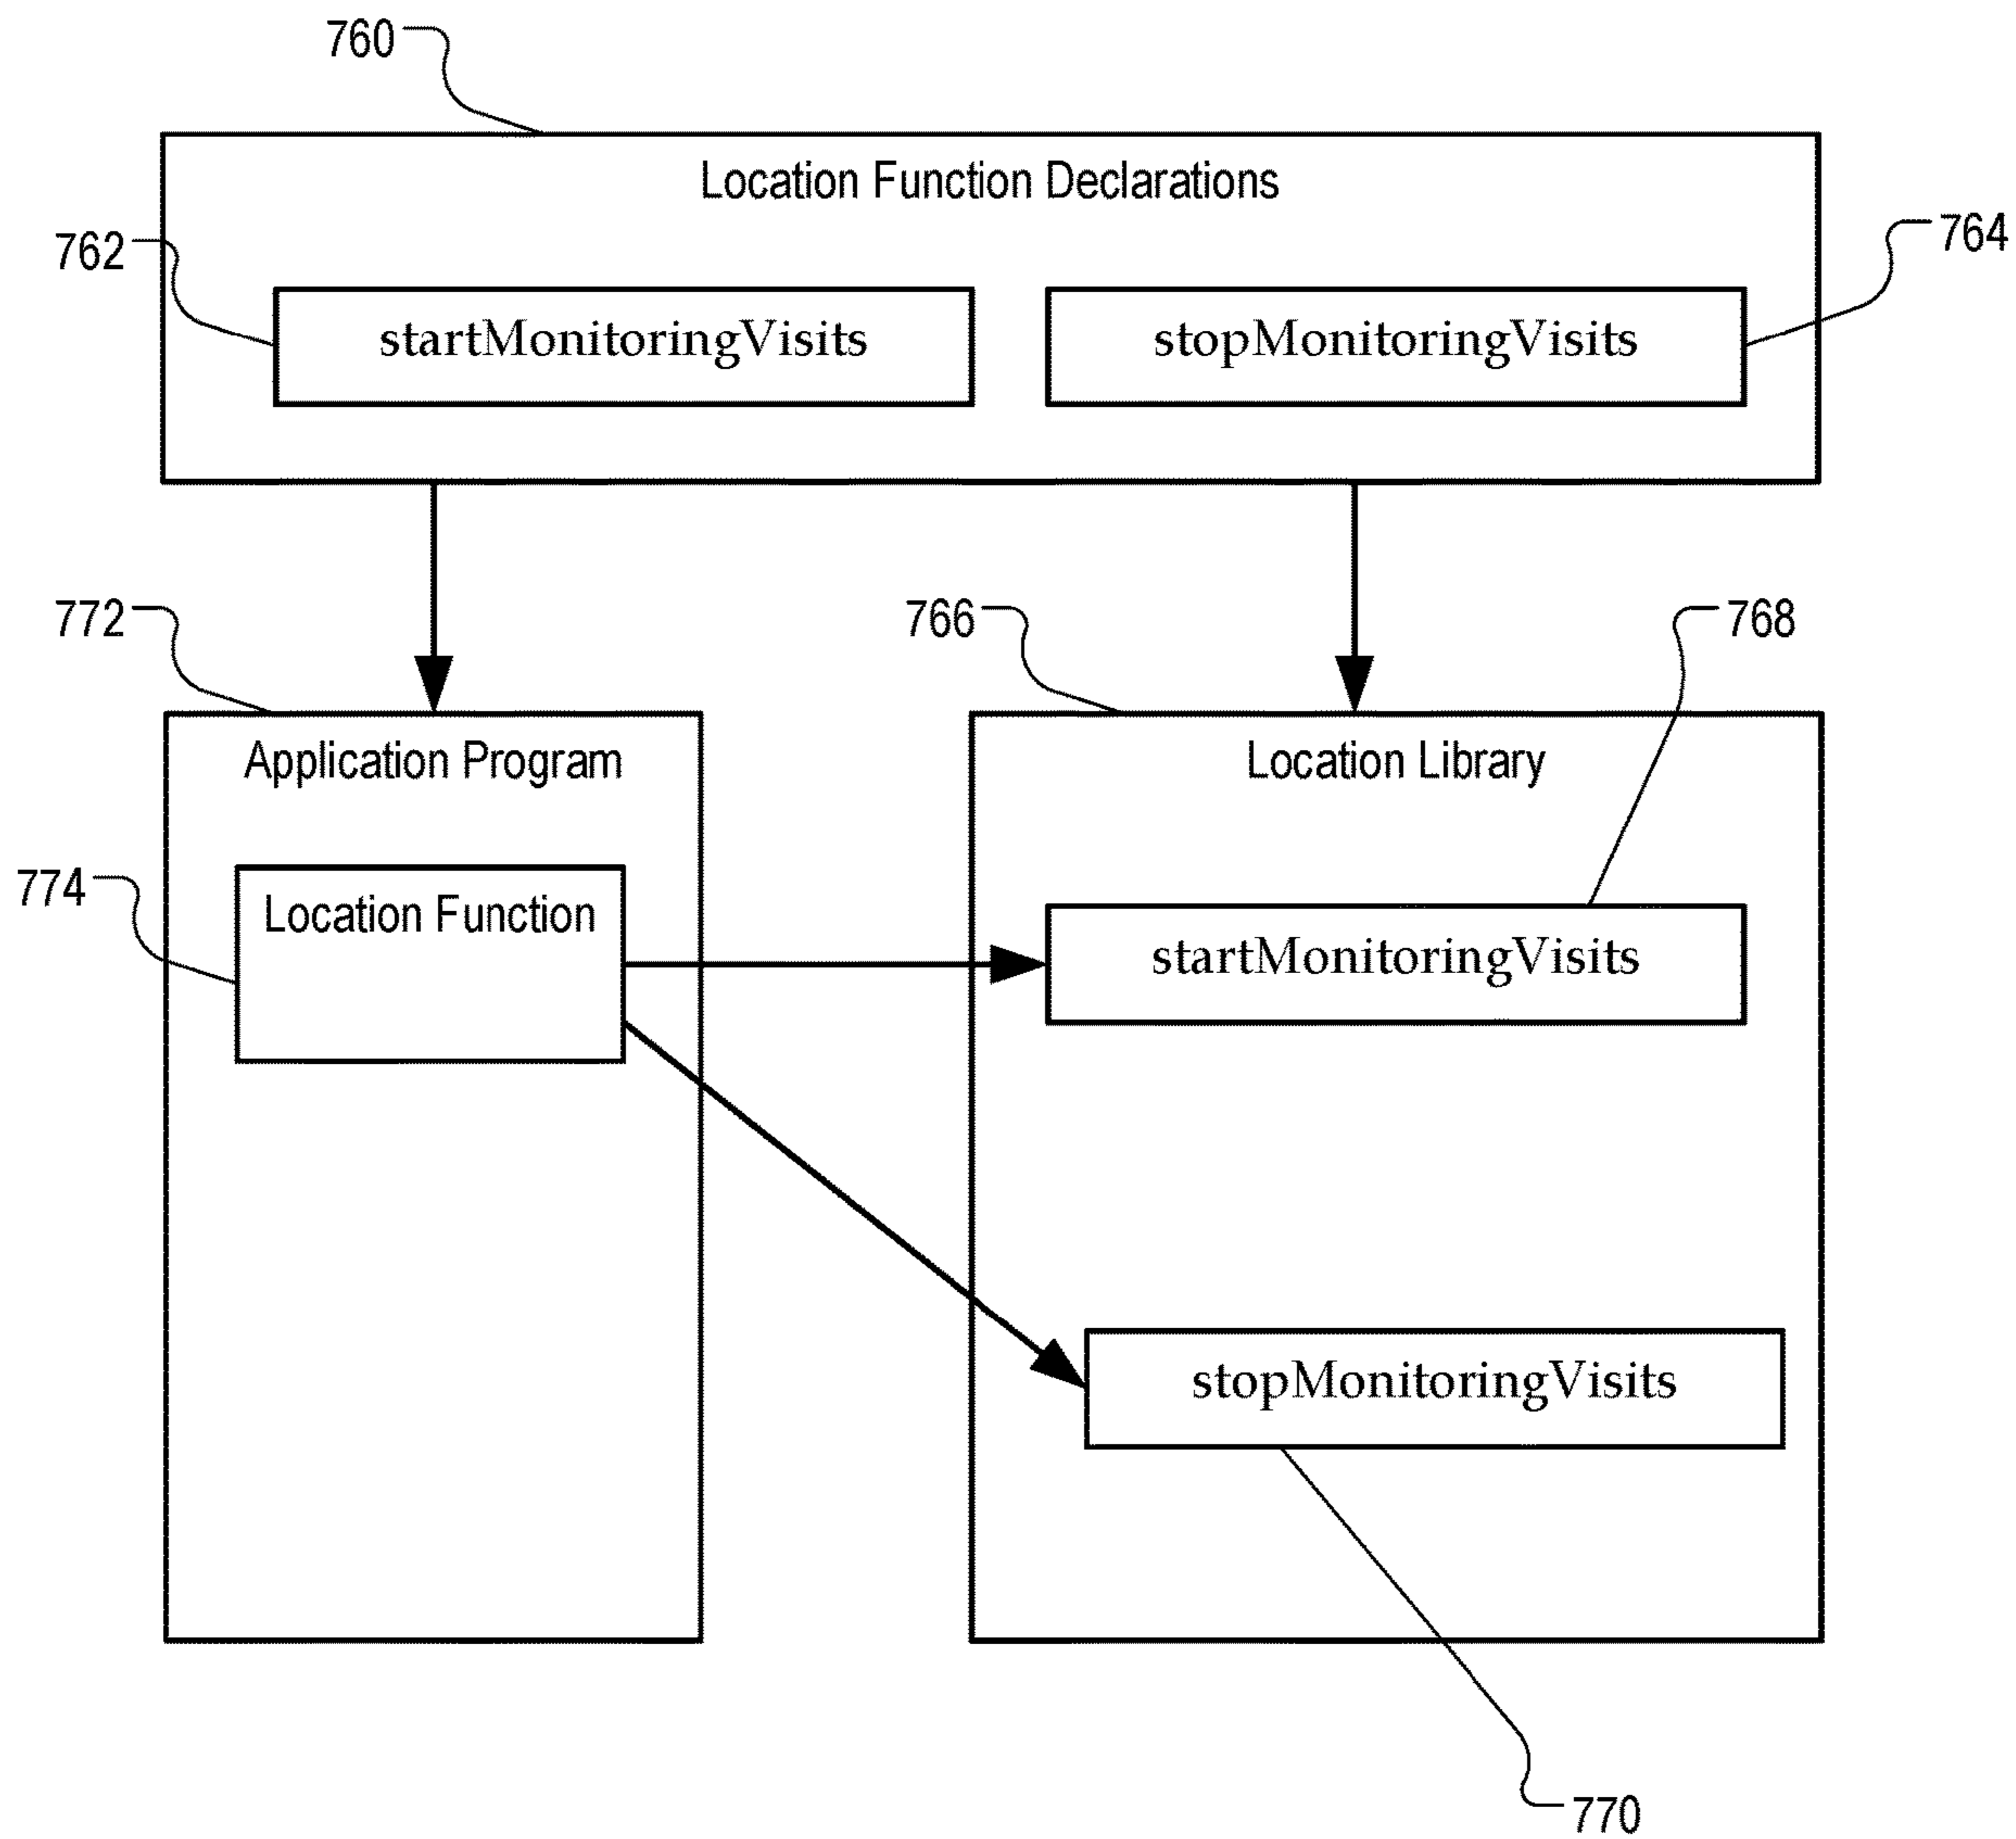 760
Location Function Declarations
762
764
startMonitoringVisits
stopMonitoringVisits
772
766
768
Application Program
Location Library
774
Location Function
startMonitoringVisits
stopMonitoringVisits
770